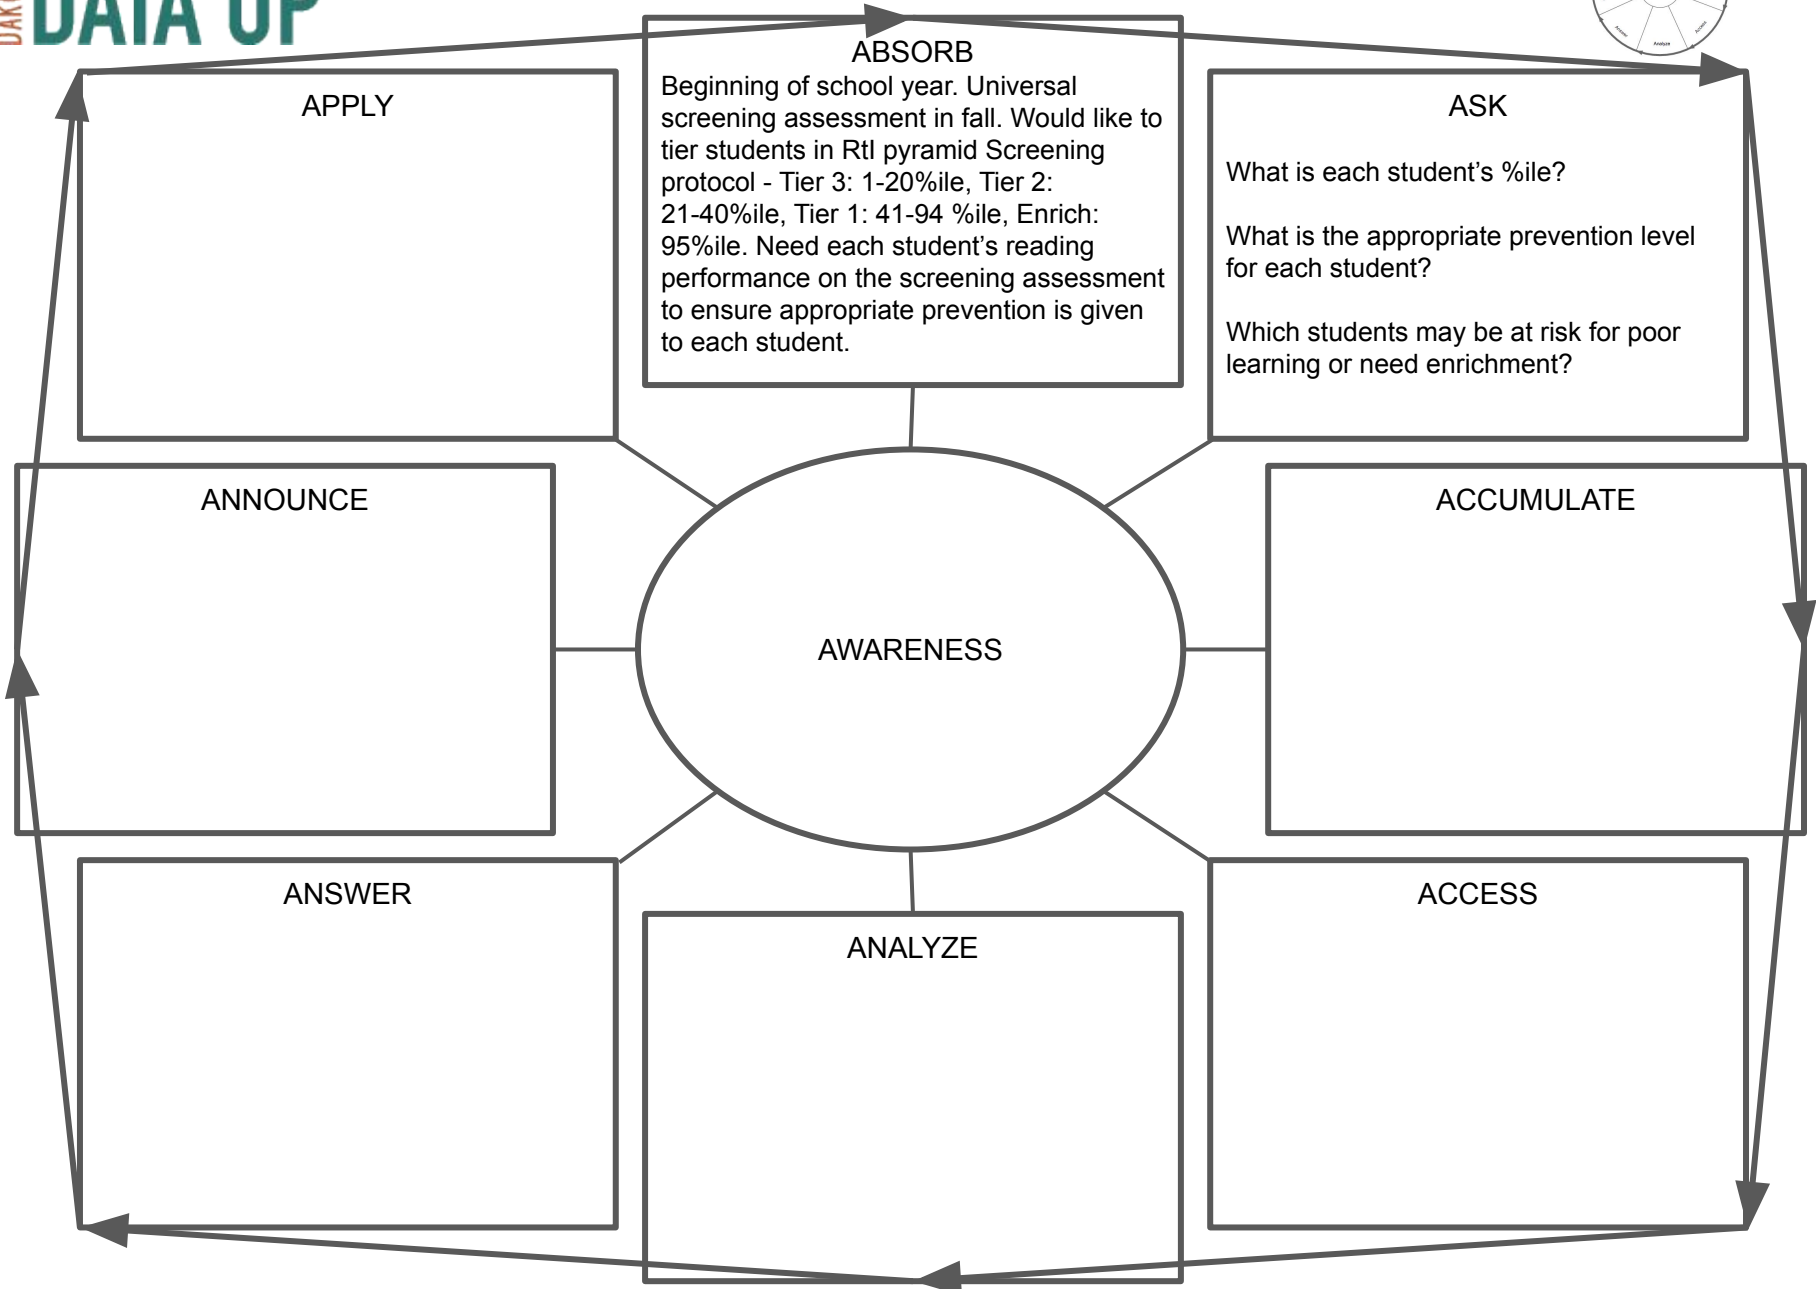 DATA UP
ABSORB
Beginning of school year. Universal
screening assessment in fall. Would like to
tier students in RtI pyramid Screening
protocol - Tier 3: 1-20%ile, Tier 2:
21-40%ile, Tier 1: 41-94 %ile, Enrich:
95%ile. Need each student’s reading
performance on the screening assessment
to ensure appropriate prevention is given
to each student.
ASK
What is each student’s %ile?
What is the appropriate prevention level
for each student?
Which students may be at risk for poor
learning or need enrichment?
ACCUMULATE
ACCESS
ANALYZE
ANSWER
ANNOUNCE
APPLY
AWARENESS
Answer
Analyze
Access